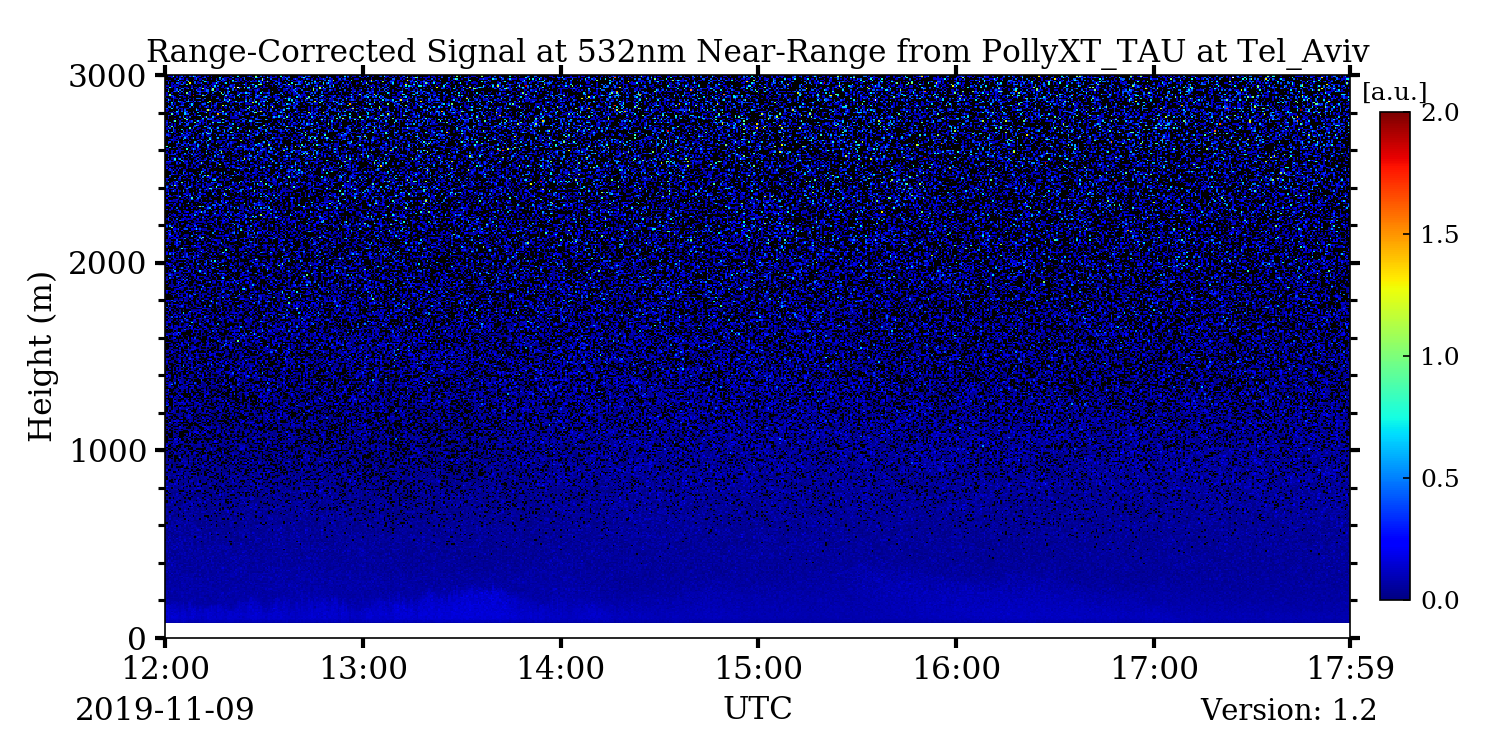 Range-Corrected Signal at 532nm Near-Range from PollyXT_TAU at Tel_Aviv
[a.u.]
3000
2000
1000
0
Height (m)
2.0
1.5
1.0
0.5
0.0
12:00 13:00 14:00 15:00 16:00 17:00 17:59
2019-11-09 UTC Version: 1.2